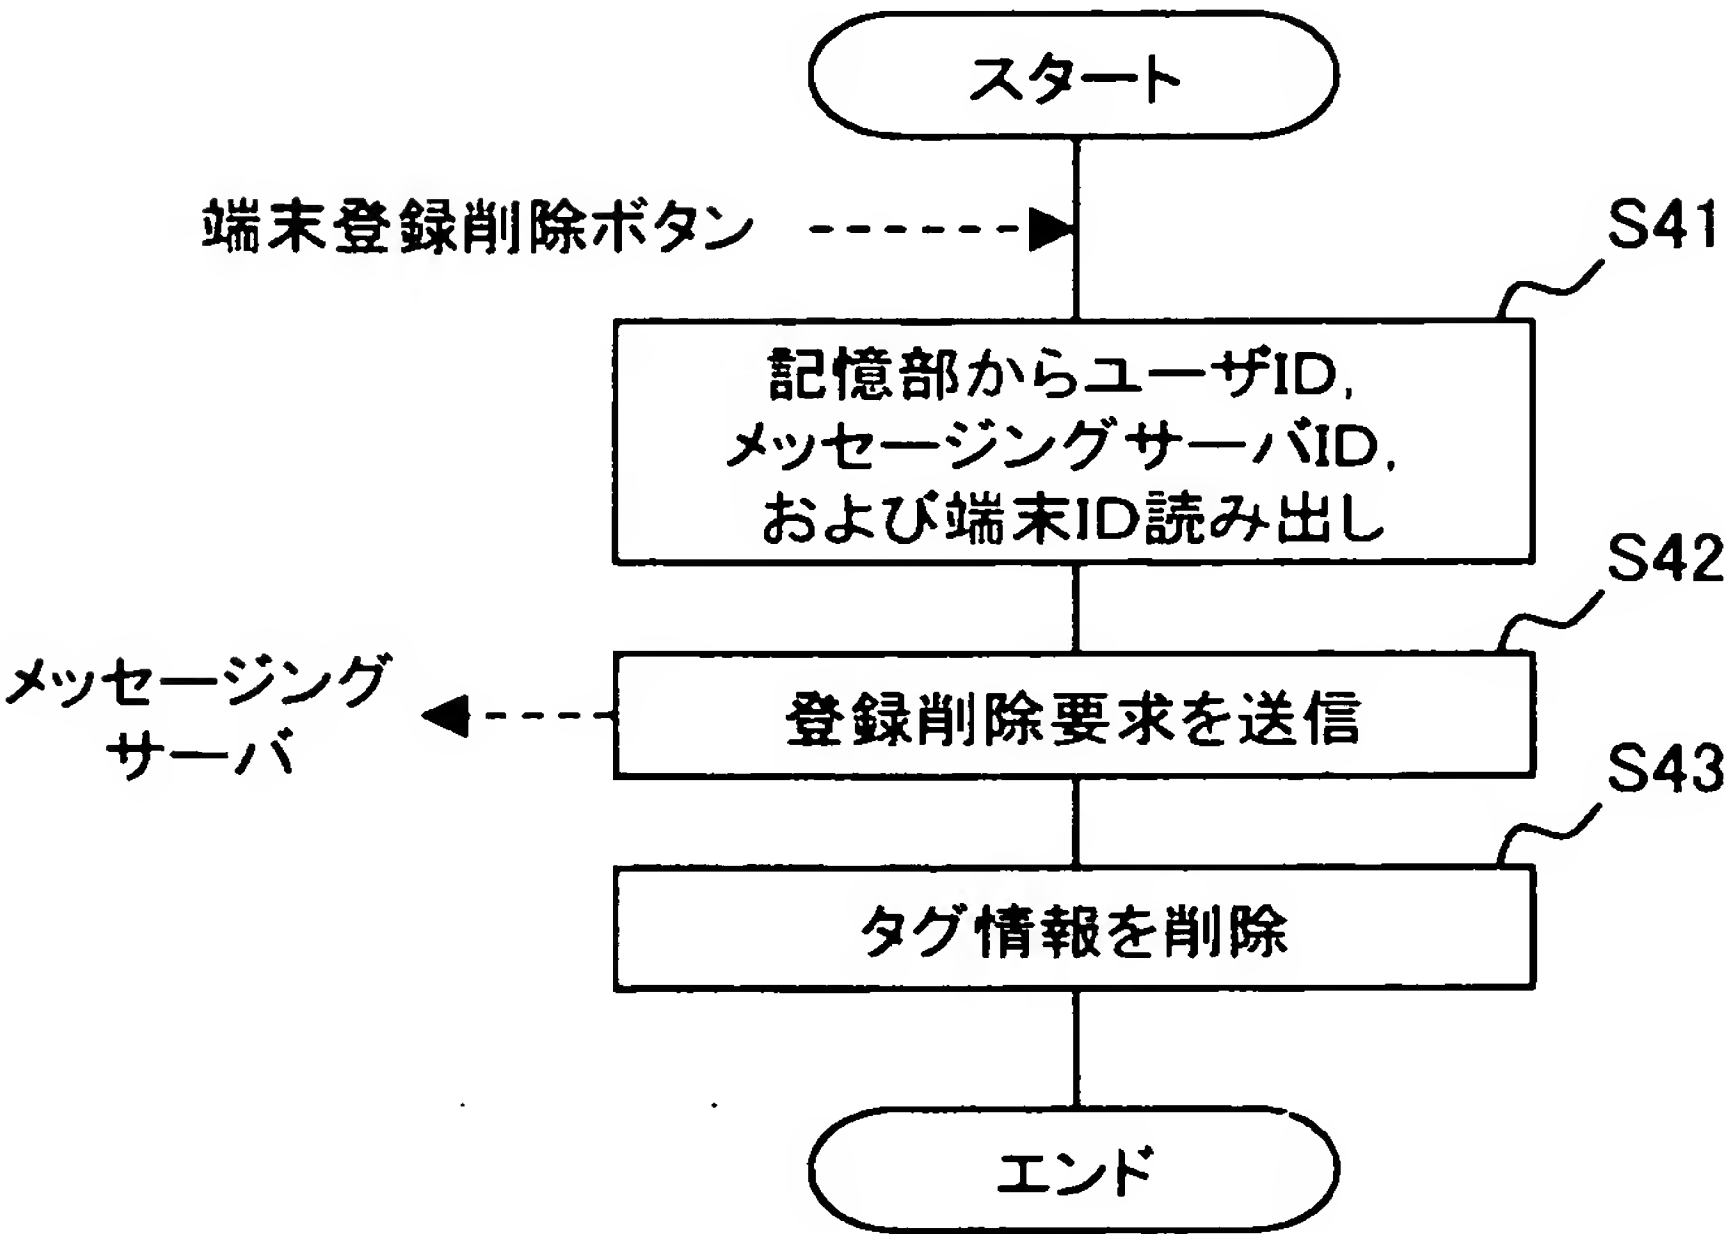 スタート
端末登録削除ボタン
S41
記憶部からユーザID,
メッセージングサーバID,
および端末ID読み出し
S42
メッセージング
サーバ
登録削除要求を送信
S43
タグ情報を削除
エンド